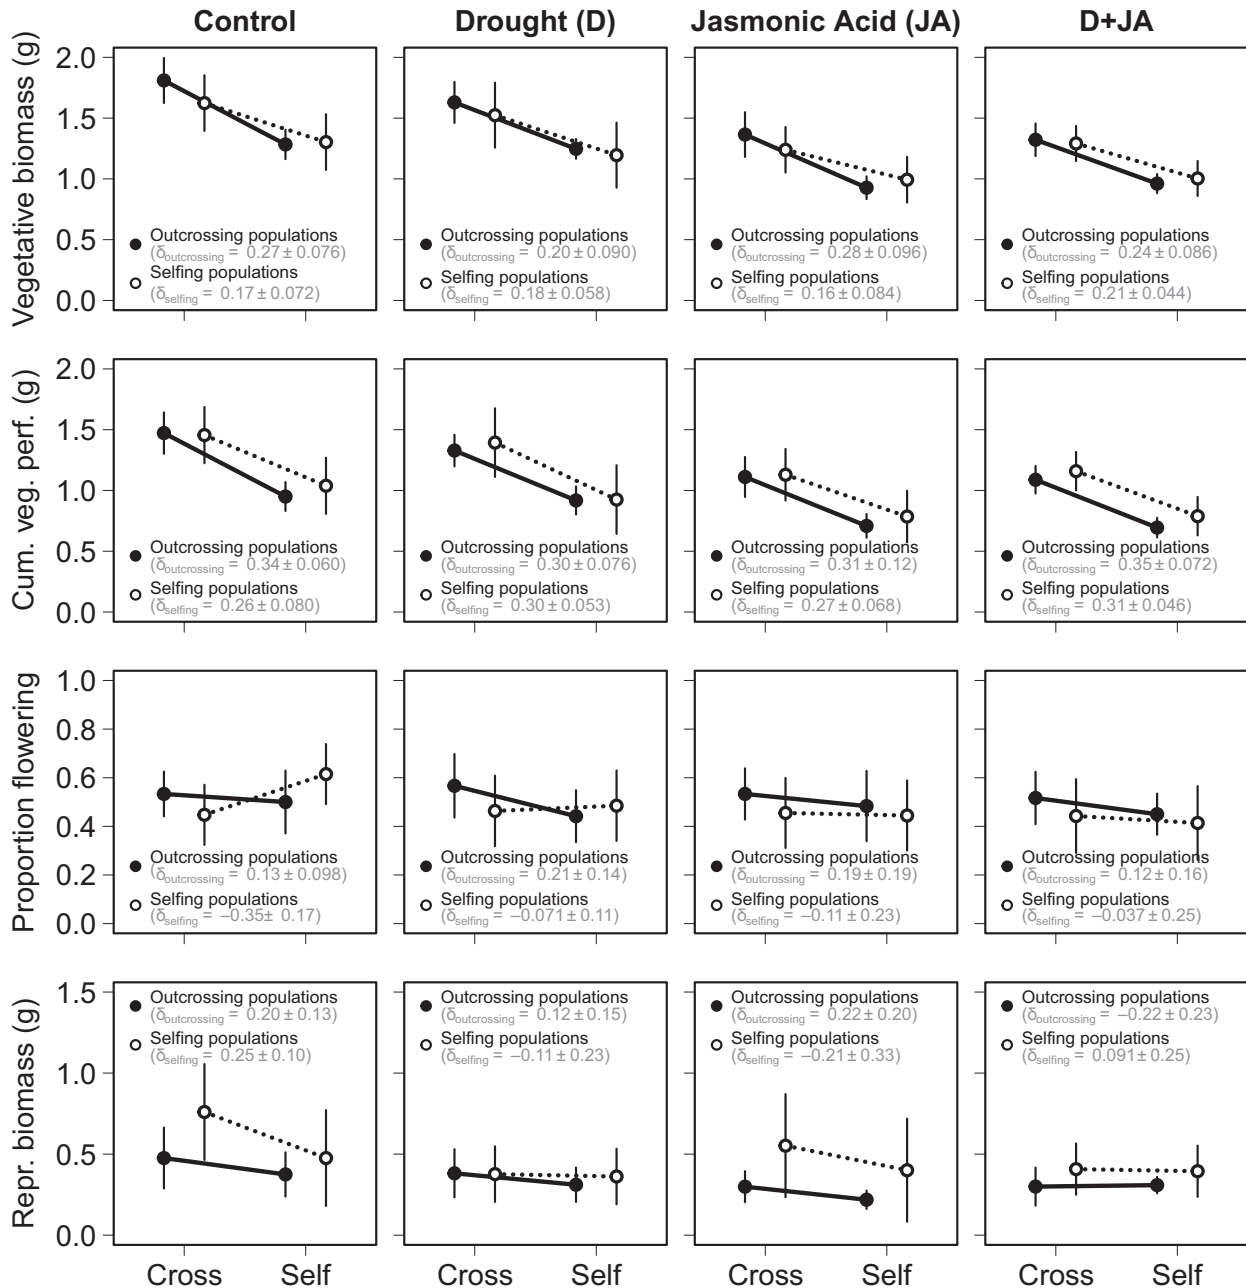 Control Drought (D) Jasmonic Acid (JA) D+JA
Vegetative biomass (g)
2.0
1.5
1.0
0.5
0.0
Outcrossing populations
(δoutcrossing = 0.27 ± 0.076)
Selfing populations
(δselfing = 0.17 ± 0.072)
Outcrossing populations
(δoutcrossing = 0.20 ± 0.090)
Selfing populations
(δselfing = 0.18 ± 0.058)
Outcrossing populations
(δoutcrossing = 0.28 ± 0.096)
Selfing populations
(δselfing = 0.16 ± 0.084)
Outcrossing populations
(δoutcrossing = 0.24 ± 0.086)
Selfing populations
(δselfing = 0.21 ± 0.044)
Cum. veg. perf. (g)
2.0
1.5
1.0
0.5
0.0
Outcrossing populations
(δoutcrossing = 0.34 ± 0.060)
Selfing populations
(δselfing = 0.26 ± 0.080)
Outcrossing populations
(δoutcrossing = 0.30 ± 0.076)
Selfing populations
(δselfing = 0.30 ± 0.053)
Outcrossing populations
(δoutcrossing = 0.31 ± 0.12)
Selfing populations
(δselfing = 0.27 ± 0.068)
Outcrossing populations
(δoutcrossing = 0.35 ± 0.072)
Selfing populations
(δselfing = 0.31 ± 0.046)
Proportion flowering
1.0
0.8
0.6
0.4
0.2
0.0
Outcrossing populations
(δoutcrossing = 0.13 ± 0.098)
Selfing populations
(δselfing = −0.35± 0.17)
Outcrossing populations
(δoutcrossing = 0.21 ± 0.14)
Selfing populations
(δselfing = −0.071 ± 0.11)
Outcrossing populations
(δoutcrossing = 0.19 ± 0.19)
Selfing populations
(δselfing = −0.11 ± 0.23)
Outcrossing populations
(δoutcrossing = 0.12 ± 0.16)
Selfing populations
(δselfing = −0.037 ± 0.25)
Repr. biomass (g)
1.5
1.0
0.5
0.0
Outcrossing populations
(δoutcrossing = 0.20 ± 0.13)
Selfing populations
(δselfing = 0.25 ± 0.10)
Outcrossing populations
(δoutcrossing = 0.12 ± 0.15)
Selfing populations
(δselfing = −0.11 ± 0.23)
Outcrossing populations
(δoutcrossing = 0.22 ± 0.20)
Selfing populations
(δselfing = −0.21 ± 0.33)
Outcrossing populations
(δoutcrossing = −0.22 ± 0.23)
Selfing populations
(δselfing = 0.091 ± 0.25)
Cross Self Cross Self Cross Self Cross Self